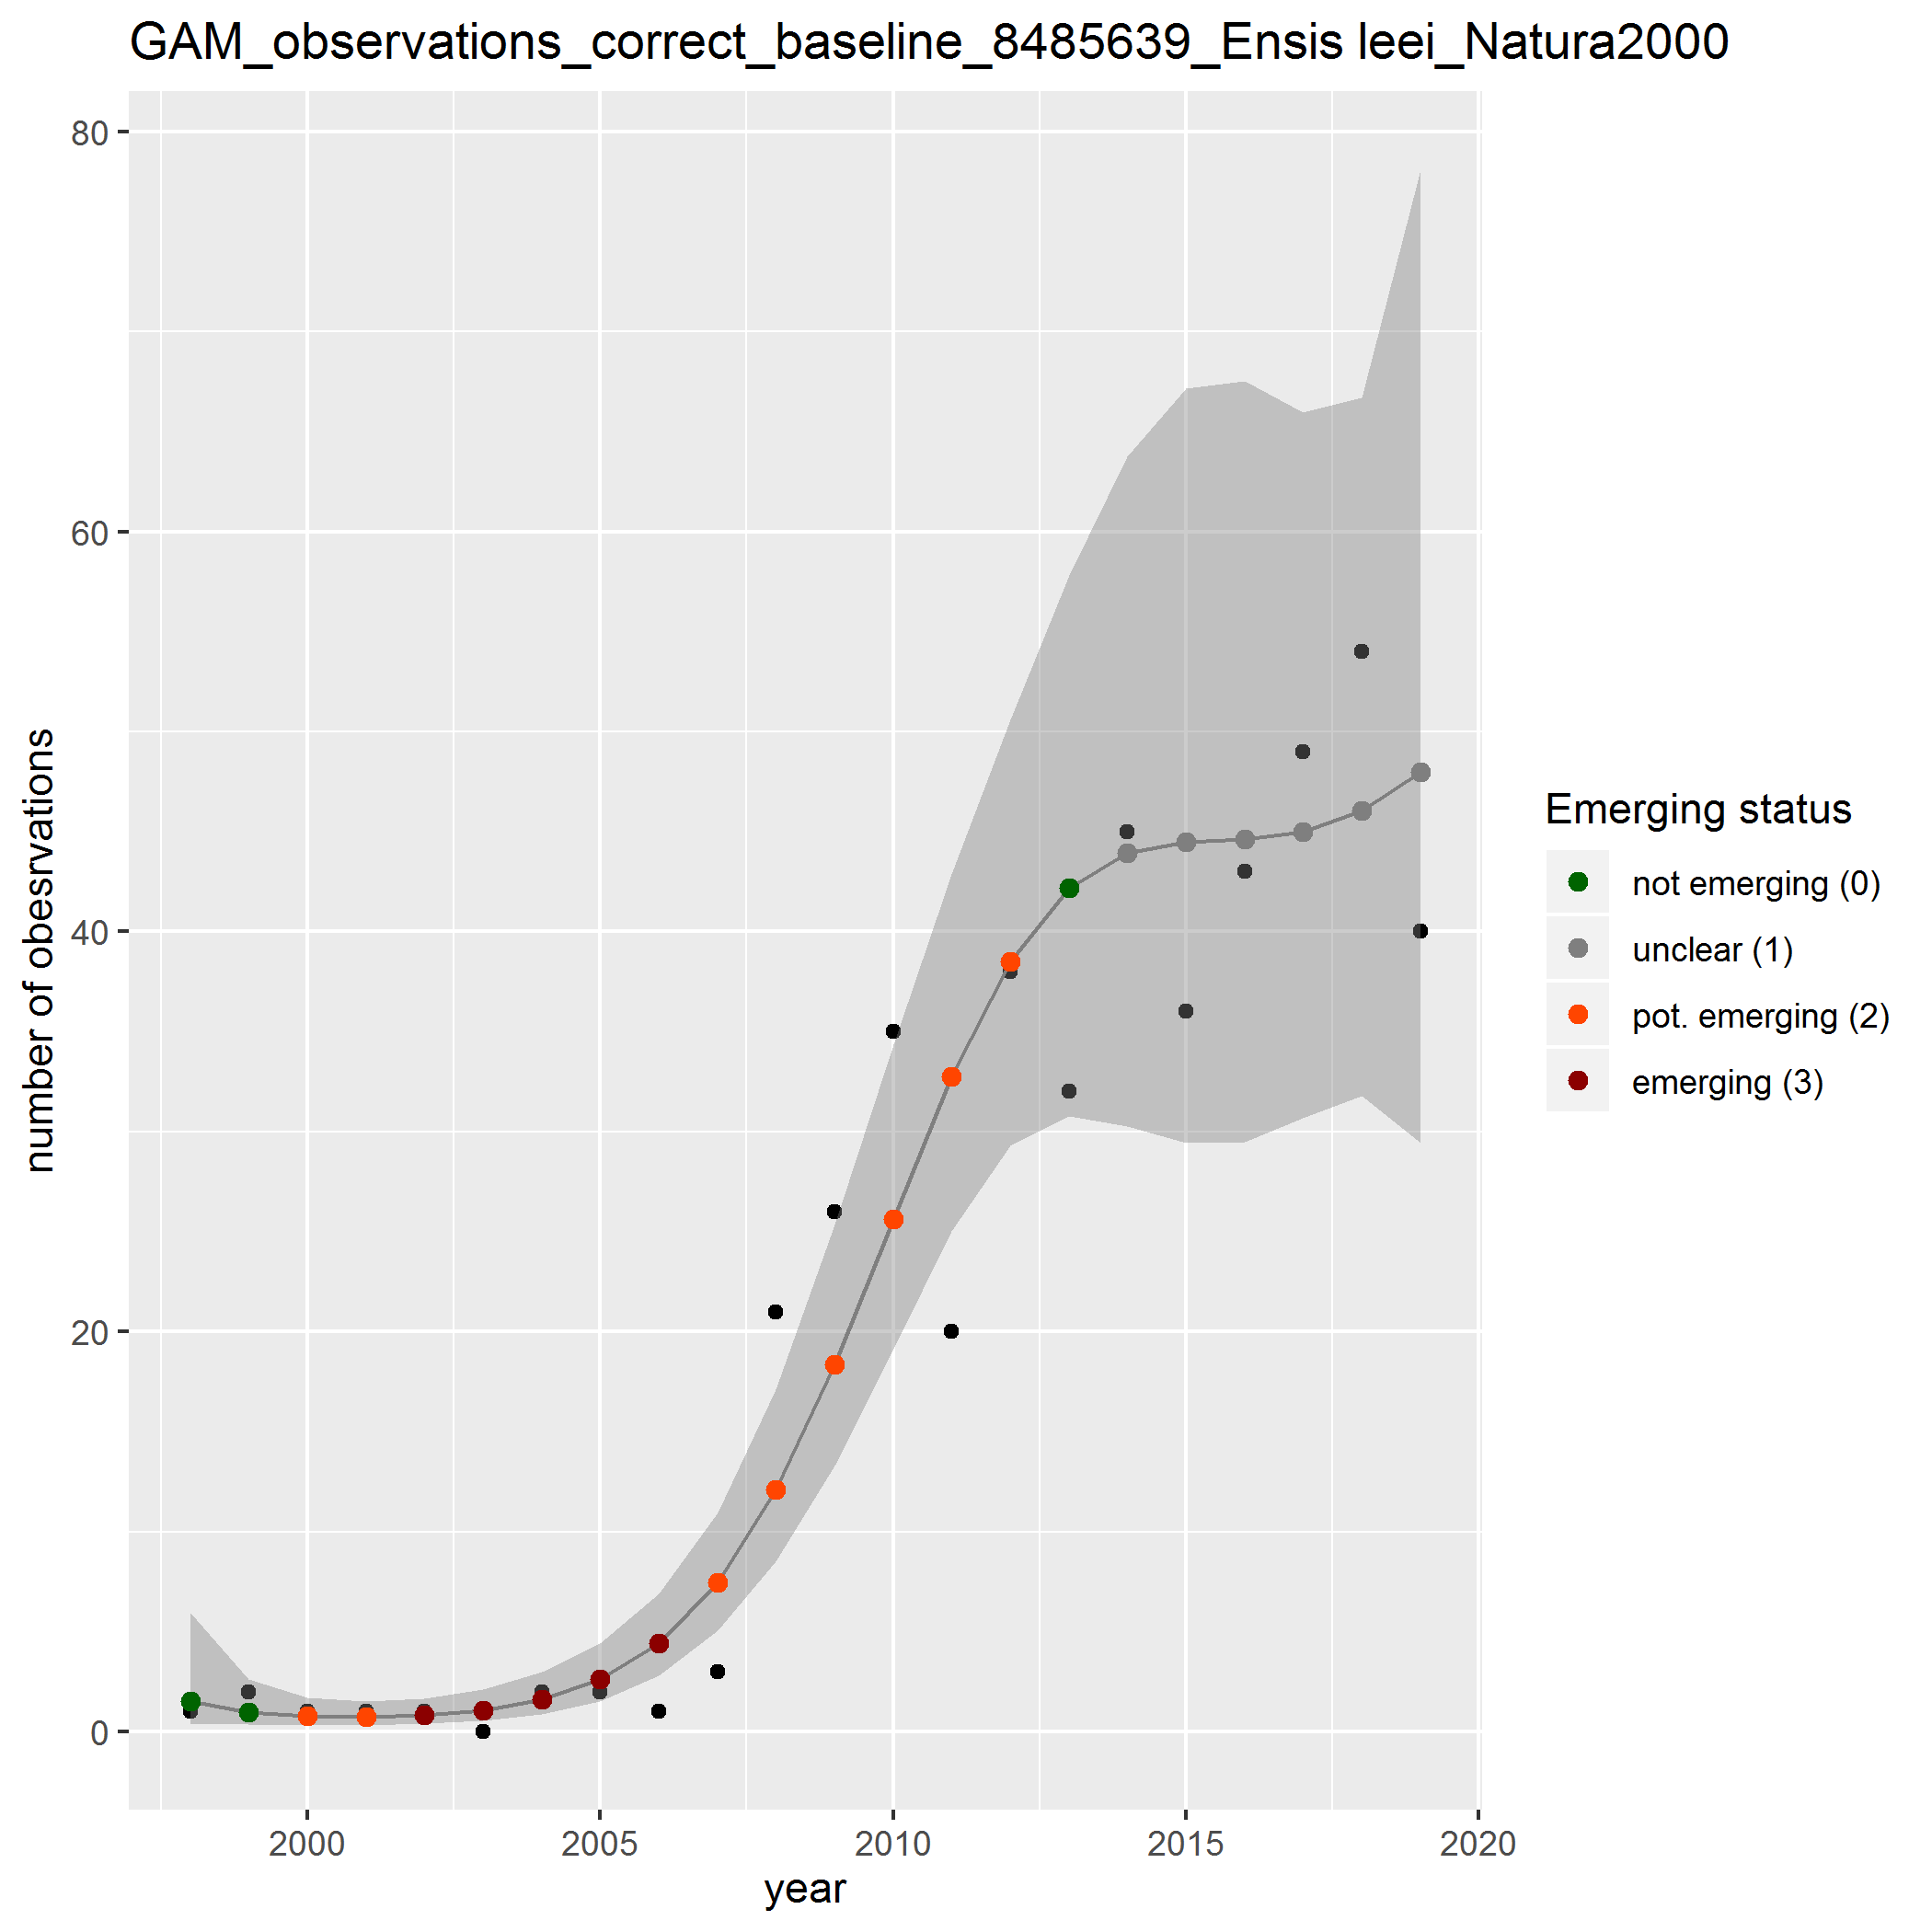 GAM_observations_correct_baseline_8485639_Ensis leei_Natura2000
80
60
40
20
0
number of obesrvations
2000
2005
2010
2015
2020
year
Emerging status
not emerging (0)
unclear (1)
pot. emerging (2)
emerging (3)